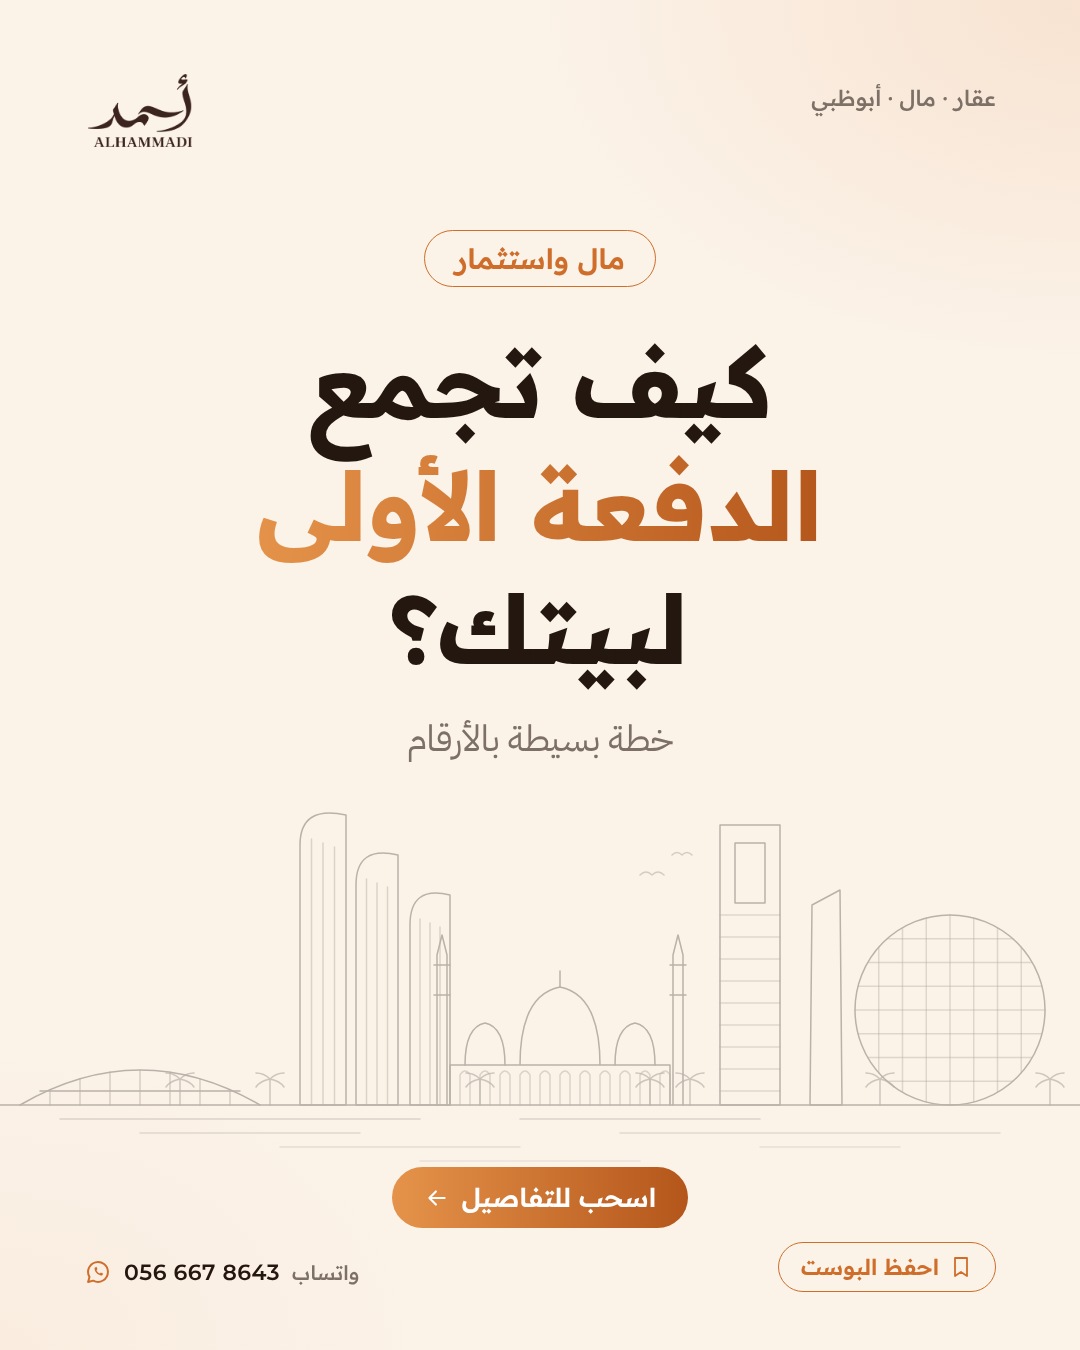 عقار · مال · أبوظبي
أحمد
ALHAMMADI
مال واستثمار
كيف تجمع
الدفعة الأولى
لبيتك؟
خطة بسيطة بالأرقام
اسحب للتفاصيل ←
احفظ البوست
واتساب 056 667 8643